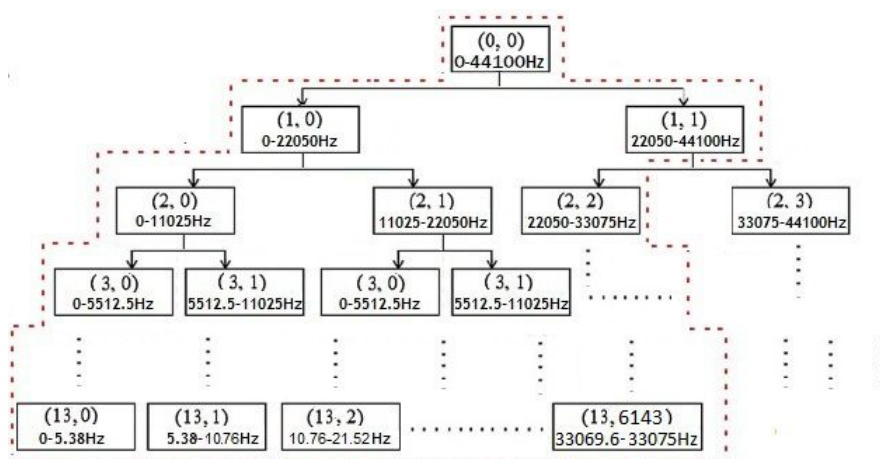 (0, 0)
0-44100Hz
(1, 0)
0-22050Hz
(1, 1)
22050-44100Hz
(2, 0)
0-11025Hz
(2, 1)
11025-22050Hz
(2, 2)
22050-33075Hz
(2, 3)
33075-44100Hz
(3, 0)
0-5512.5Hz
(3, 1)
5512.5-11025Hz
(3, 0)
0-5512.5Hz
(3, 1)
5512.5-11025Hz
(13,0)
0-5.38Hz
(13,1)
5.38-10.76Hz
(13,2)
10.76-21.52Hz
(13,6143)
33069.6-33075Hz